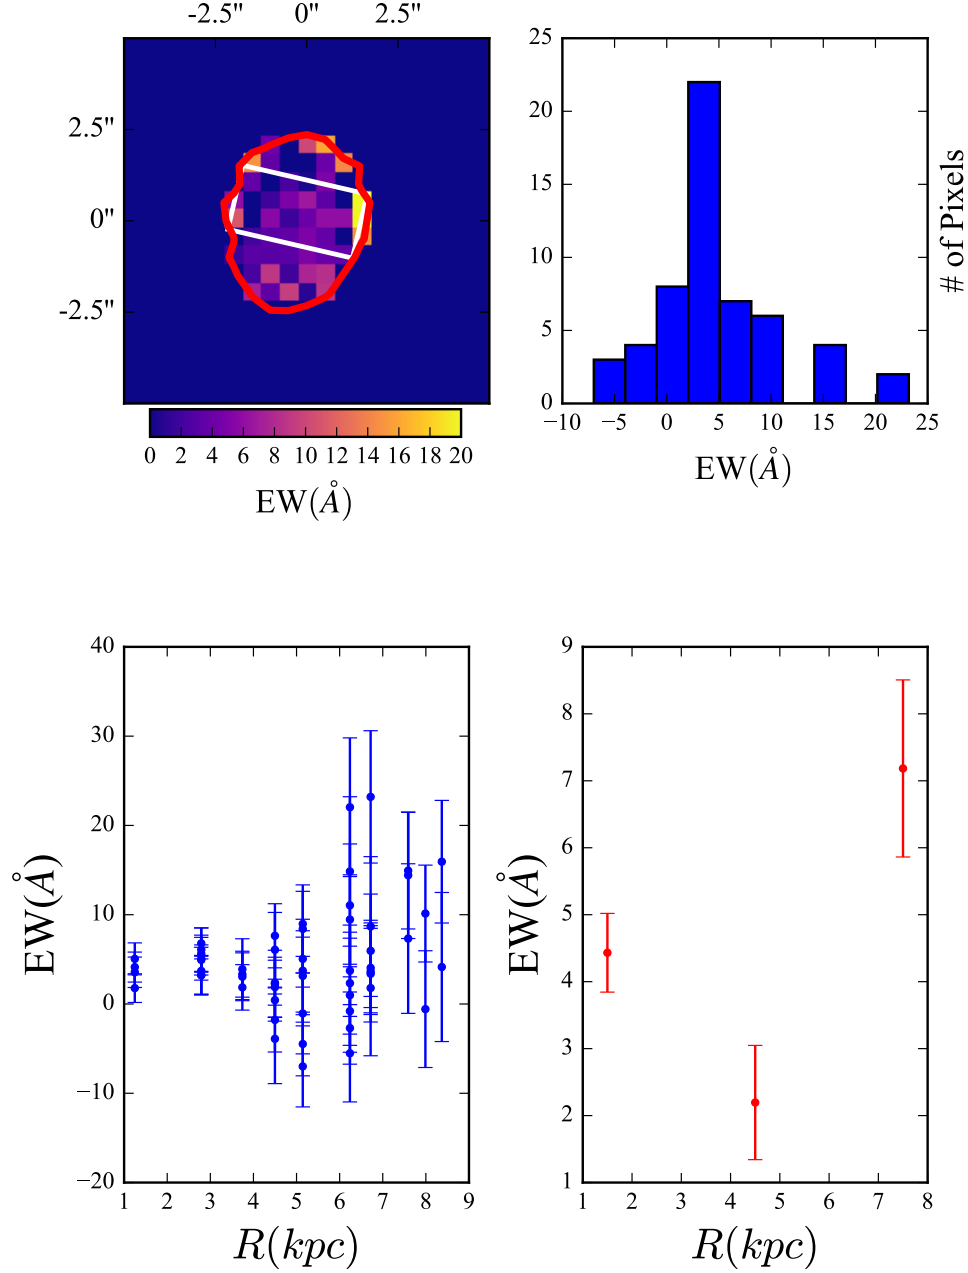 -2.5" 0" 2.5"
2.5"
0"
-2.5"
0 2 4 6 8 10 12 14 16 18 20
EW(Å)
25
20
15
10
5
0
−10 −5 0 5 10 15 20 25
EW(Å)
# of Pixels
40
30
20
10
0
−10
−20
1 2 3 4 5 6 7 8 9
R(kpc)
EW(Å)
9
8
7
6
5
4
3
2
1
1 2 3 4 5 6 7 8
R(kpc)
EW(Å)